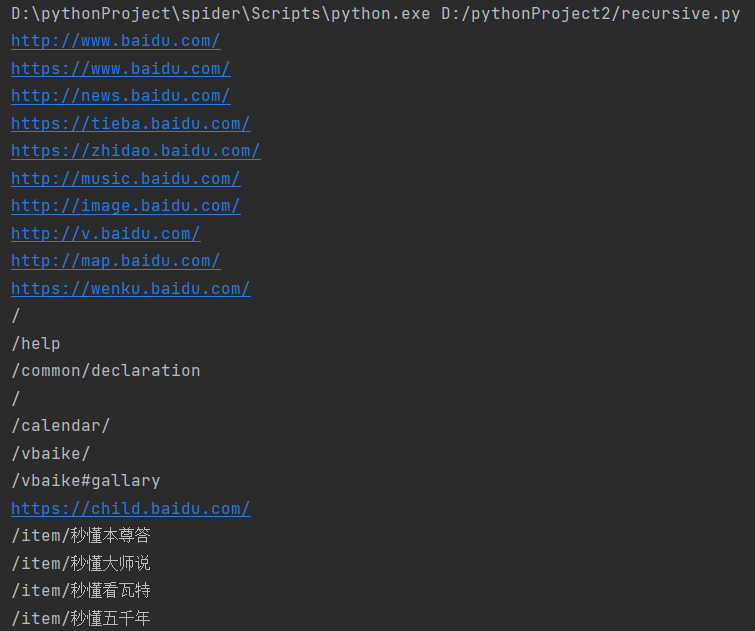 D:\pythonProject\spider\Scripts\python.exe D:/pythonProject2/recursive.py
http://www.baidu.com/
https://www.baidu.com/
http://news.baidu.com/
https://tieba.baidu.com/
https://zhidao.baidu.com/
http://music.baidu.com/
http://image.baidu.com/
http://v.baidu.com/
http://map.baidu.com/
https://wenku.baidu.com/
/
/help
/common/declaration
/
/calendar/
/vbaike/
/vbaike#gallary
https://child.baidu.com/
/item/秒懂本尊答
/item/秒懂大师说
/item/秒懂看瓦特
/item/秒懂五千年